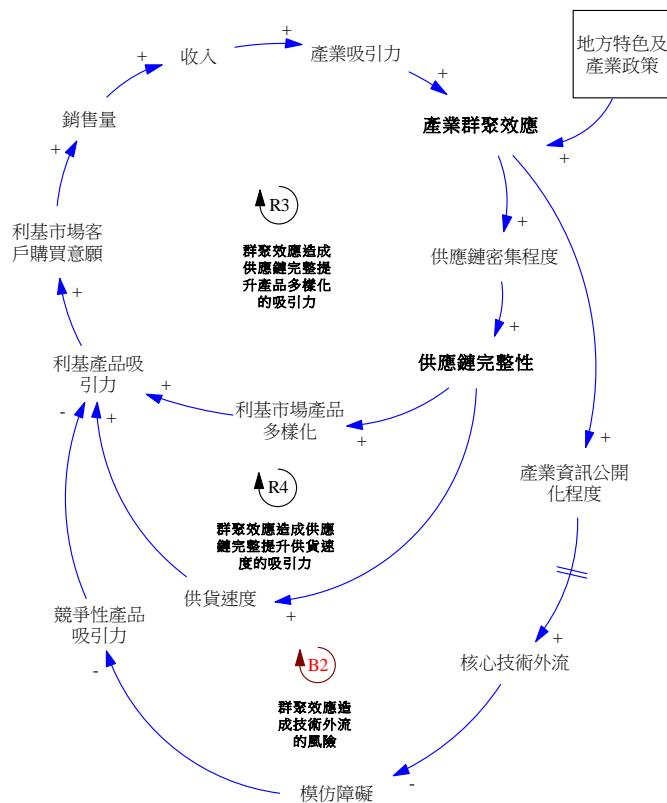 +
收入
+
產業吸引力
+
地方特色及
產業政策
+
銷售量
產業群聚效應
+
+
利基市場客
戶購買意願
R3
群聚效應造成
供應鏈完整提
升產品多樣化
的吸引力
+
供應鏈密集程度
+
+
利基產品吸
引力
供應鏈完整性
+
-
+
利基市場產品
多樣化
+
+
產業資訊公開
化程度
R4
群聚效應造成供應
鏈完整提升供貨速
度的吸引力
供貨速度
+
競爭性產品
吸引力
-
B2
群聚效應造
成技術外流
的風險
+
核心技術外流
-
模仿障礙